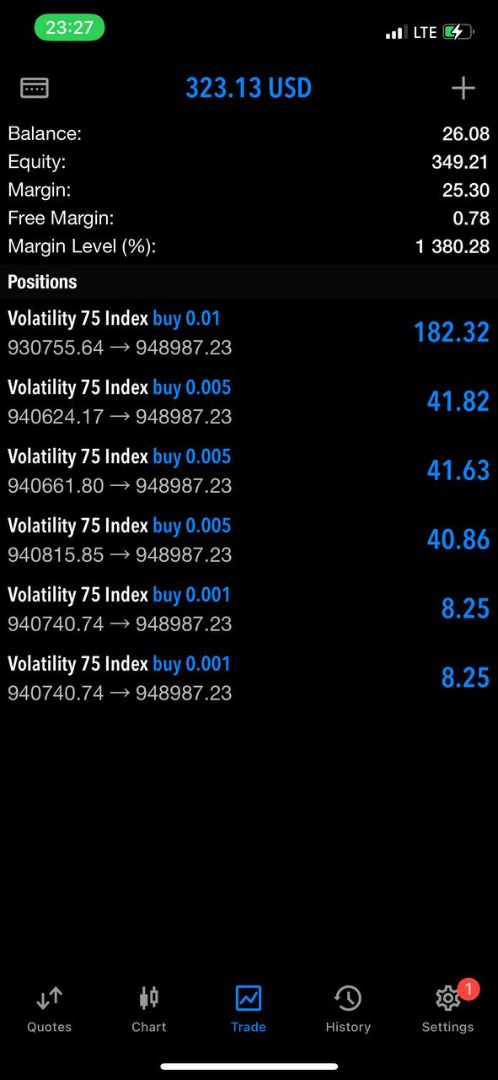 23:27
LTE
323.13 USD
Balance: 26.08
Equity: 349.21
Margin: 25.30
Free Margin: 0.78
Margin Level (%): 1 380.28
Positions
Volatility 75 Index buy 0.01
930755.64 → 948987.23 182.32
Volatility 75 Index buy 0.005
940624.17 → 948987.23 41.82
Volatility 75 Index buy 0.005
940661.80 → 948987.23 41.63
Volatility 75 Index buy 0.005
940815.85 → 948987.23 40.86
Volatility 75 Index buy 0.001
940740.74 → 948987.23 8.25
Volatility 75 Index buy 0.001
940740.74 → 948987.23 8.25
1
Quotes Chart Trade History Settings